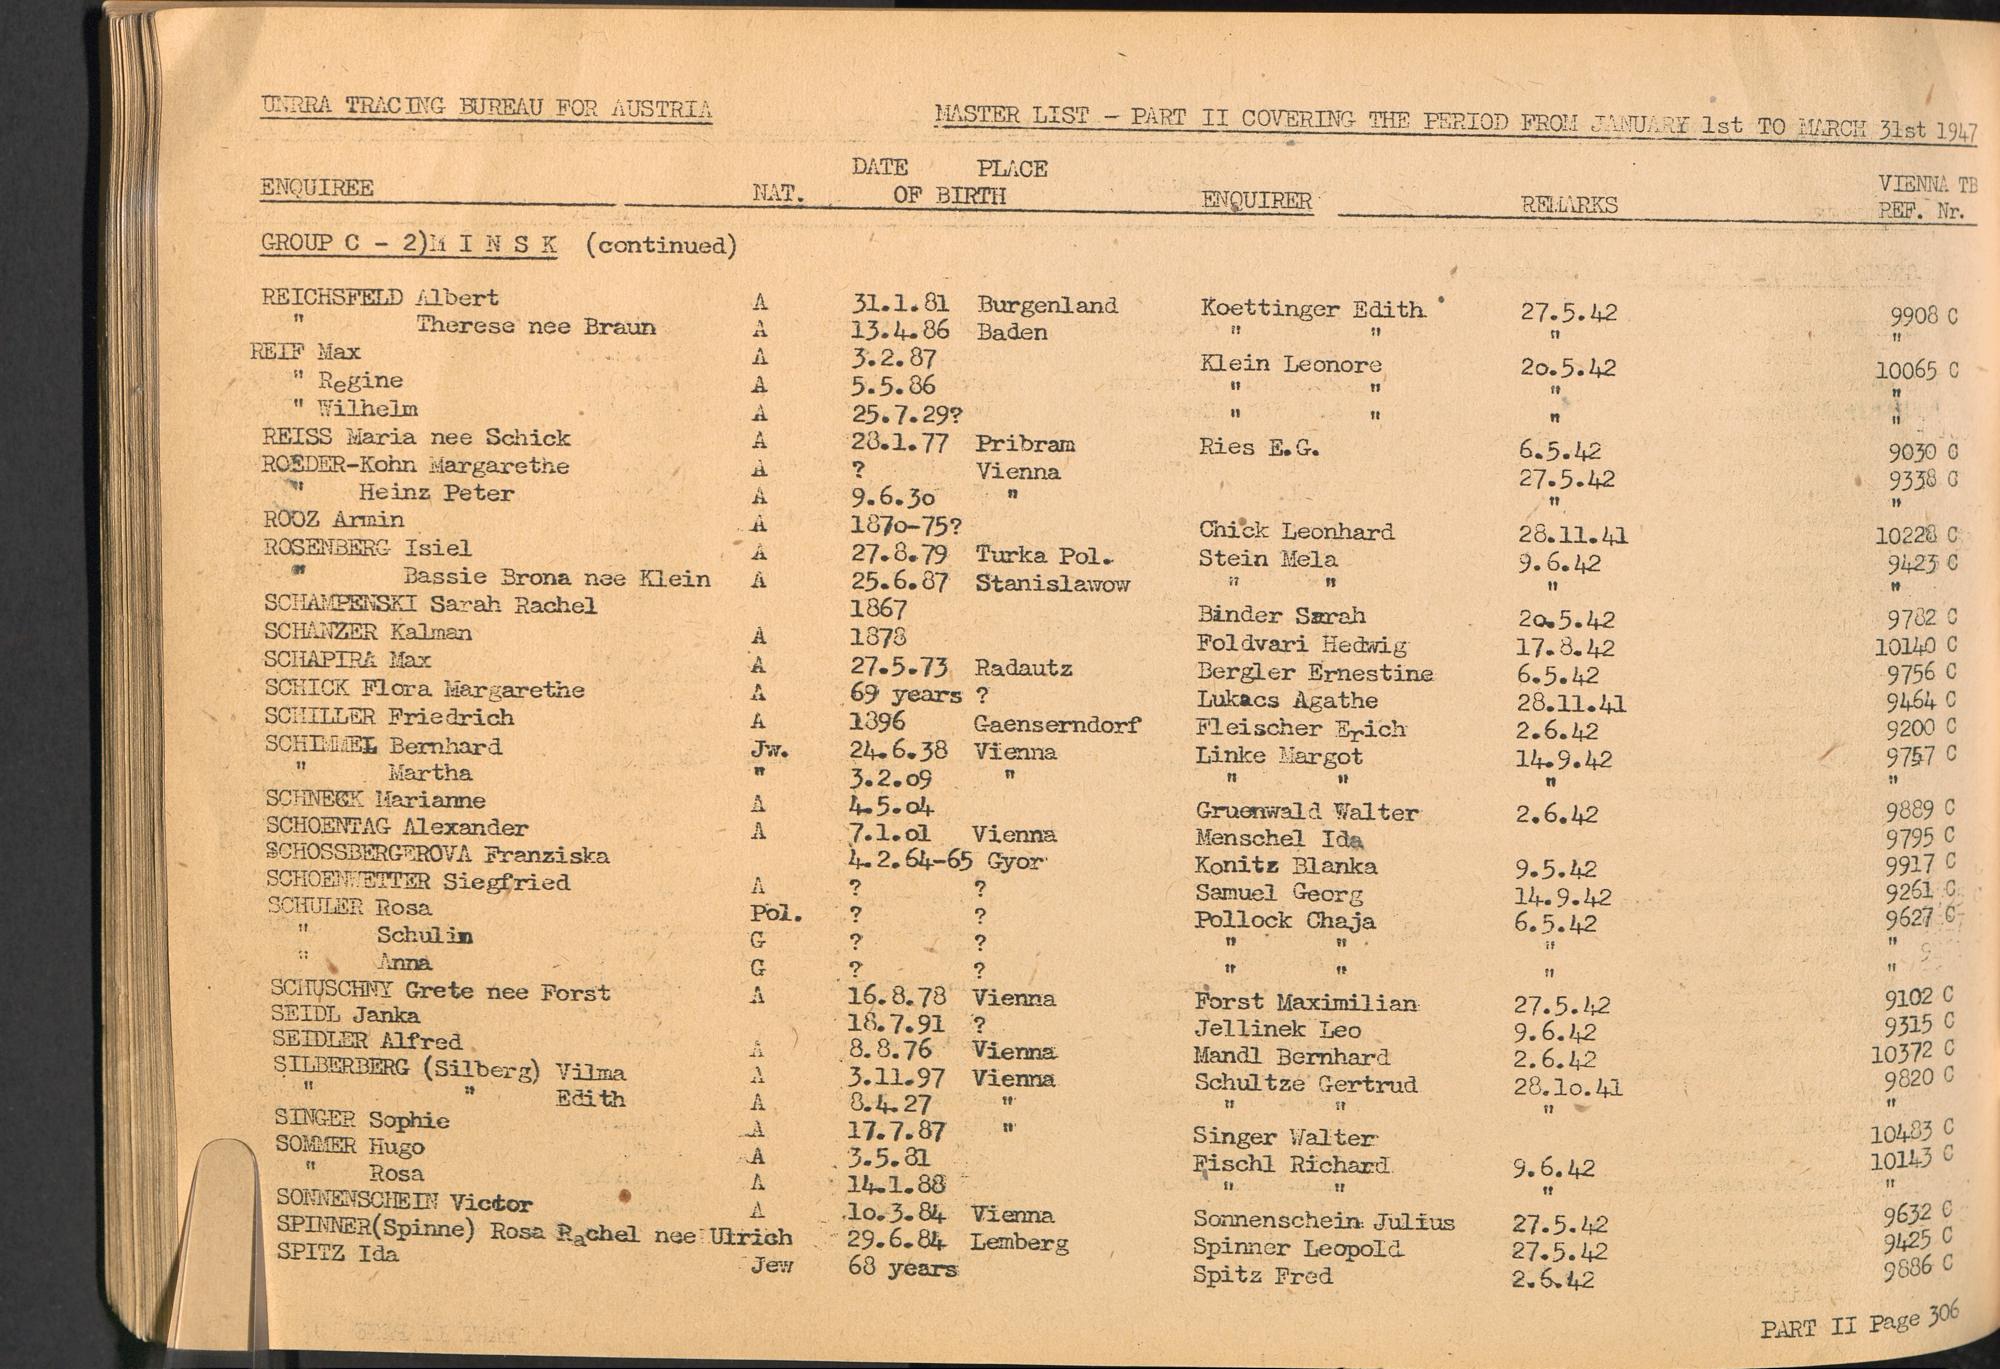 UNRRA TRACING BUREAU FOR AUSTRIA MASTER LIST - PART II COVERING THE PERIOD FROM JANUARY 1st TO MARCH 31st 1947
DATE PLACE
ENQUIREE NAT. OF BIRTH ENQUIRER REMARKS VIENNA TB REF. Nr.
GROUP C - 2)M I N S K (continued)
REICHSFELD Albert A 31.1.81 Burgenland Koettinger Edith 27.5.42 9908 C
" Therese nee Braun A 13.4.86 Baden " " " "
REIF Max A 3.2.87 Klein Leonore 20.5.42 10065 C
" Regine A 5.5.86 " " " "
" Wilhelm A 25.7.29? " " " "
REISS Maria nee Schick A 28.1.77 Pribram Ries E.G. 6.5.42 9030 C
ROEDER-Kohn Margarethe A ? Vienna 27.5.42 9338 C
" Heinz Peter A 9.6.30 " " "
ROOZ Armin A 1870-75? Chick Leonhard 28.11.41 10228 C
ROSENBERG Isiel A 27.8.79 Turka Pol. Stein Mela 9.6.42 9423 C
" Bassie Brona nee Klein A 25.6.87 Stanislawow " " " "
SCHAMPENSKI Sarah Rachel 1867 Binder Sarah 20.5.42 9782 C
SCHANZER Kalman A 1878 Foldvari Hedwig 17.8.42 10140 C
SCHAPIRA Max A 27.5.73 Radautz Bergler Ernestine 6.5.42 9756 C
SCHICK Flora Margarethe A 69 years ? Lukacs Agathe 28.11.41 9464 C
SCHILLER Friedrich A 1896 Gaenserndorf Fleischer Erich 2.6.42 9200 C
SCHIMMEL Bernhard Jw. 24.6.38 Vienna Linke Margot 14.9.42 9757 C
" Martha " 3.2.09 " " " " "
SCHNECK Marianne A 4.5.04 Gruenwald Walter 2.6.42 9889 C
SCHOENTAG Alexander A 7.1.01 Vienna Menschel Ida 9795 C
SCHOSSBERGEROVA Franziska 4.2.64-65 Gyor Konitz Blanka 9.5.42 9917 C
SCHOENWETTER Siegfried A ? ? Samuel Georg 14.9.42 9261 C
SCHULER Rosa Pol. ? ? Pollock Chaja 6.5.42 9627 C
" Schulim G ? ? " " " "
" Anna G ? ? " " " "
SCHUSCHNY Grete nee Forst A 16.8.78 Vienna Forst Maximilian 27.5.42 9102 C
SEIDL Janka 18.7.91 ? Jellinek Leo 9.6.42 9315 C
SEIDLER Alfred A 8.8.76 Vienna Mandl Bernhard 2.6.42 10372 C
SILBERBERG (Silberg) Vilma A 3.11.97 Vienna Schultze Gertrud 28.10.41 9820 C
" " Edith A 8.4.27 " " " " "
SINGER Sophie A 17.7.87 " Singer Walter 10483 C
SOMMER Hugo A 3.5.81 Fischl Richard 9.6.42 10143 C
" Rosa A 14.1.88 " " " "
SONNENSCHEIN Victor A 10.3.84 Vienna Sonnenschein Julius 27.5.42 9632 C
SPINNER(Spinne) Rosa Rachel nee Ulrich 29.6.84 Lemberg Spinner Leopold 27.5.42 9425 C
SPITZ Ida Jew 68 years Spitz Fred 2.6.42 9886 C
PART II Page 306